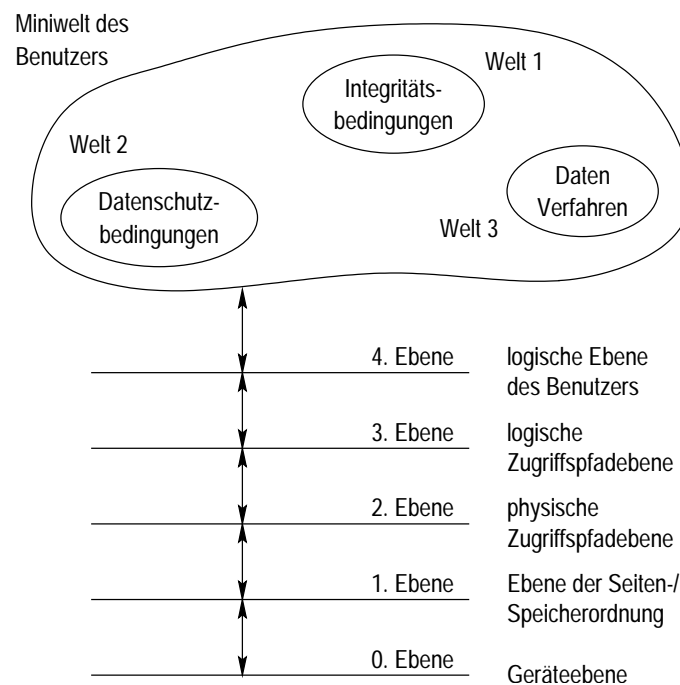 Miniwelt des
Benutzers
Welt 1
Integritäts-
bedingungen
Welt 2
Daten
Verfahren
Datenschutz-
bedingungen
Welt 3
4. Ebene logische Ebene
des Benutzers
3. Ebene logische
Zugriffspfadebene
2. Ebene physische
Zugriffspfadebene
1. Ebene Ebene der Seiten-/
Speicherordnung
0. Ebene Geräteebene